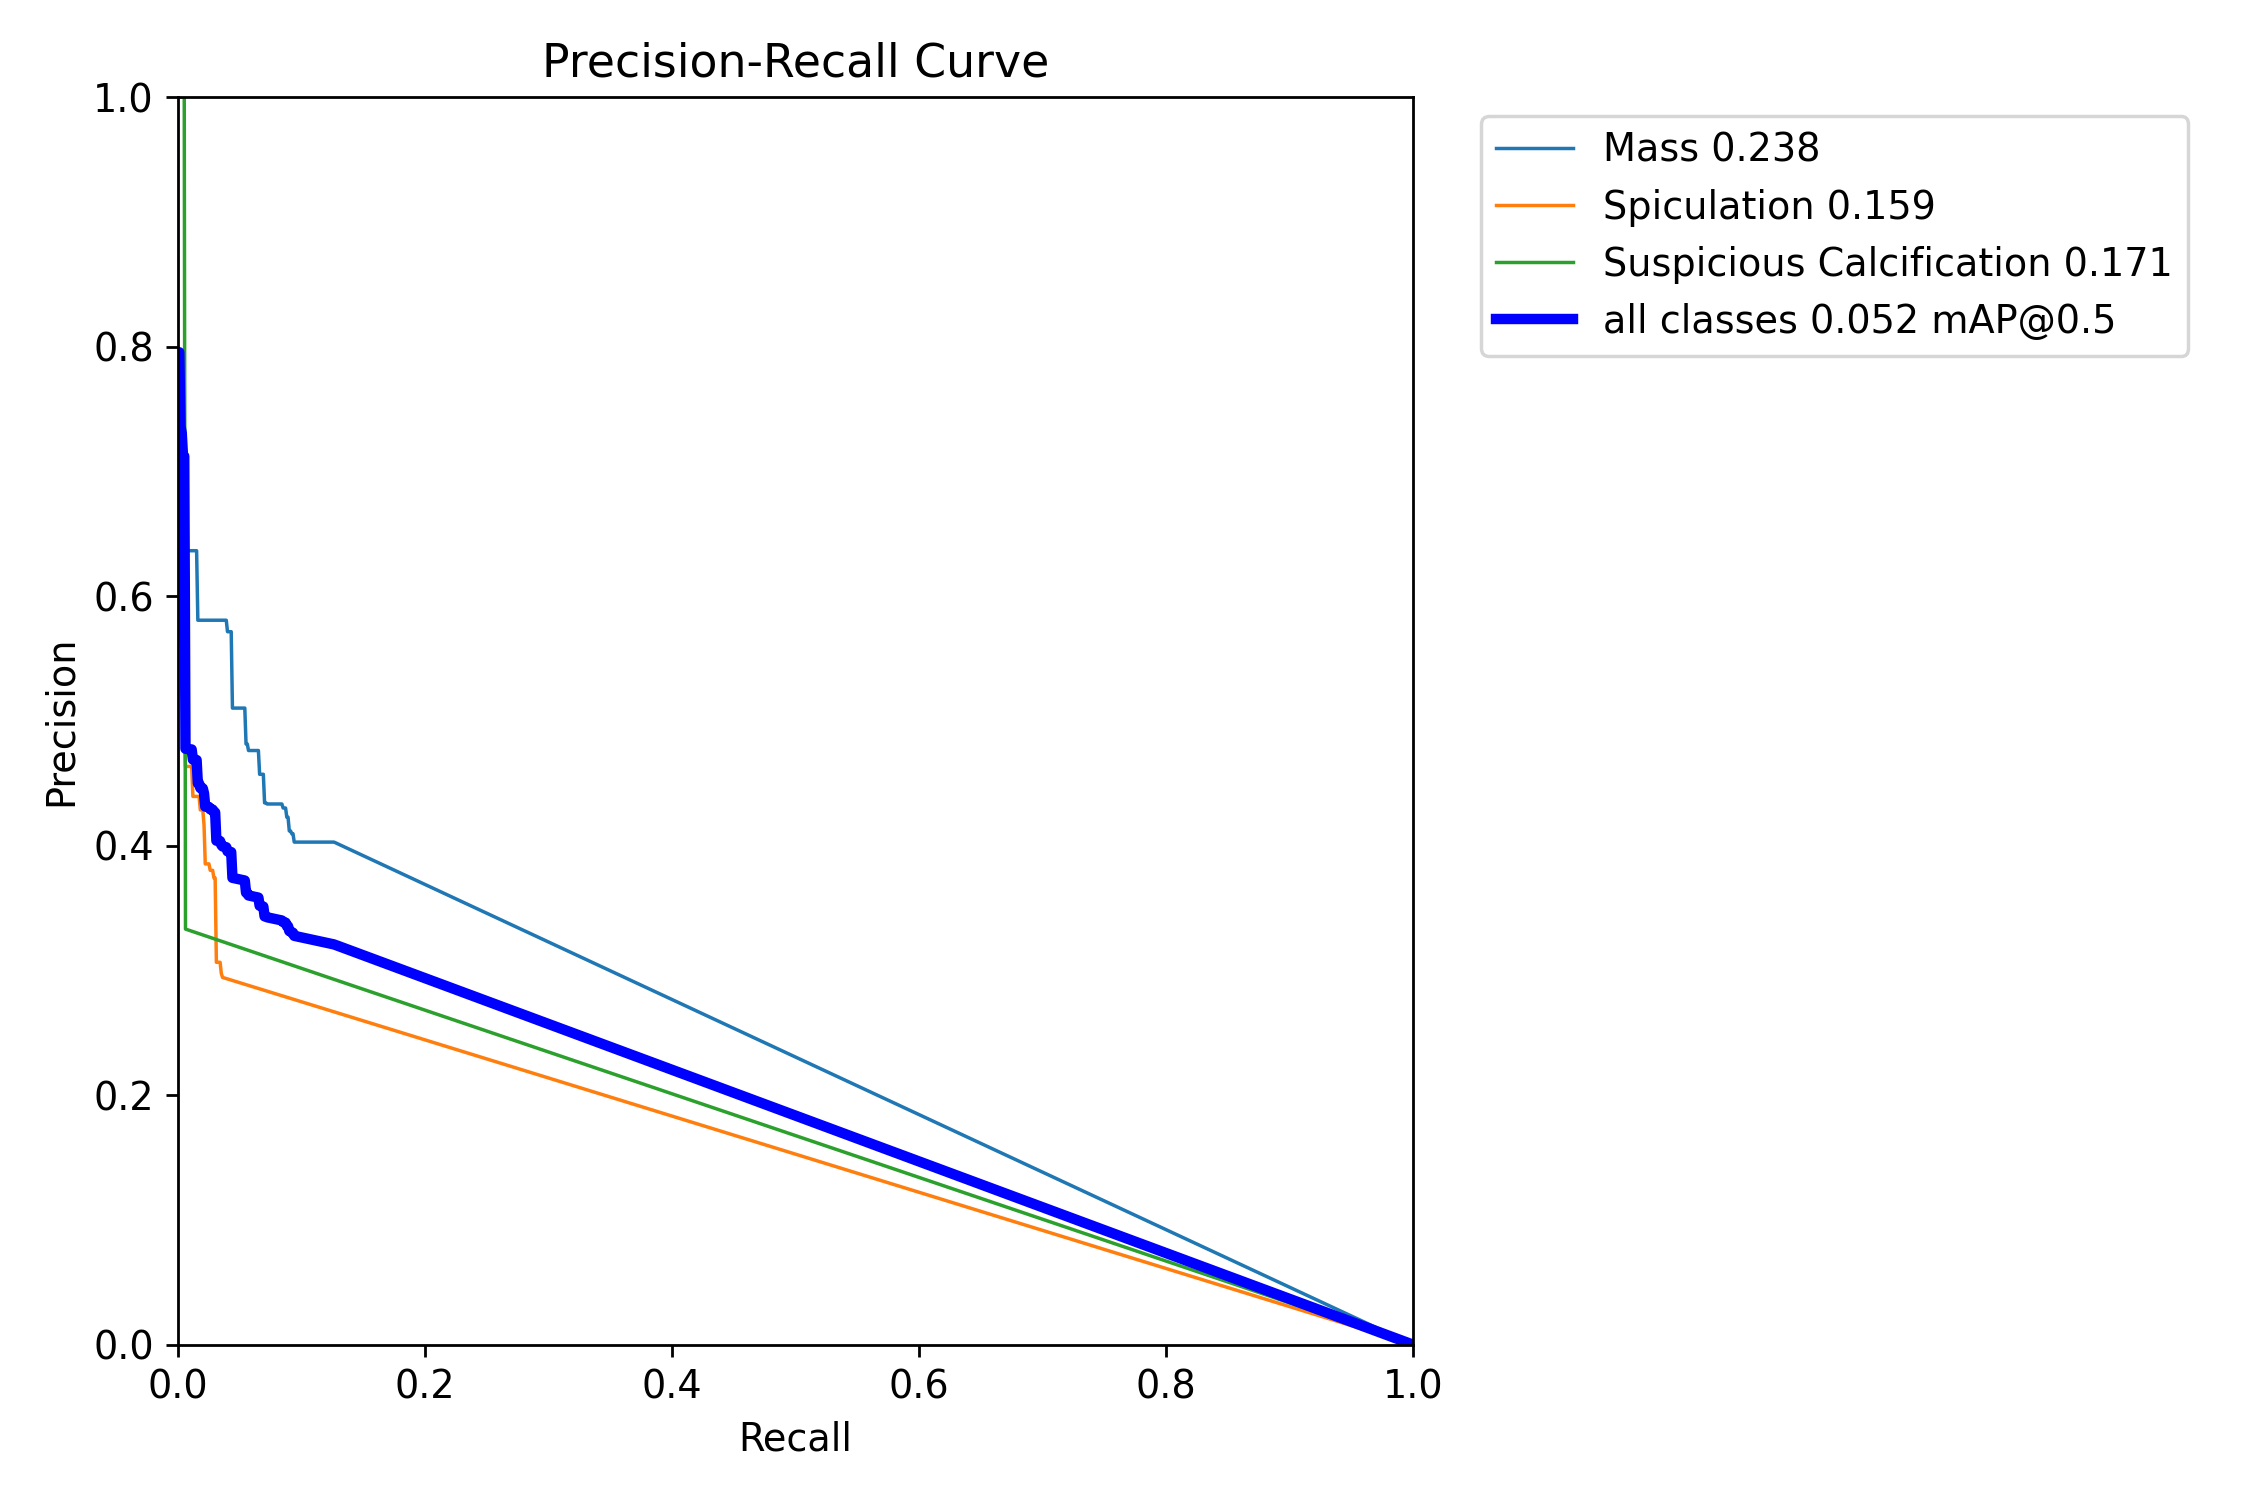 Precision-Recall Curve
1.0
0.8
0.6
0.4
0.2
0.0
Precision
0.0 0.2 0.4 0.6 0.8 1.0
Recall
Mass 0.238
Spiculation 0.159
Suspicious Calcification 0.171
all classes 0.052 mAP@0.5